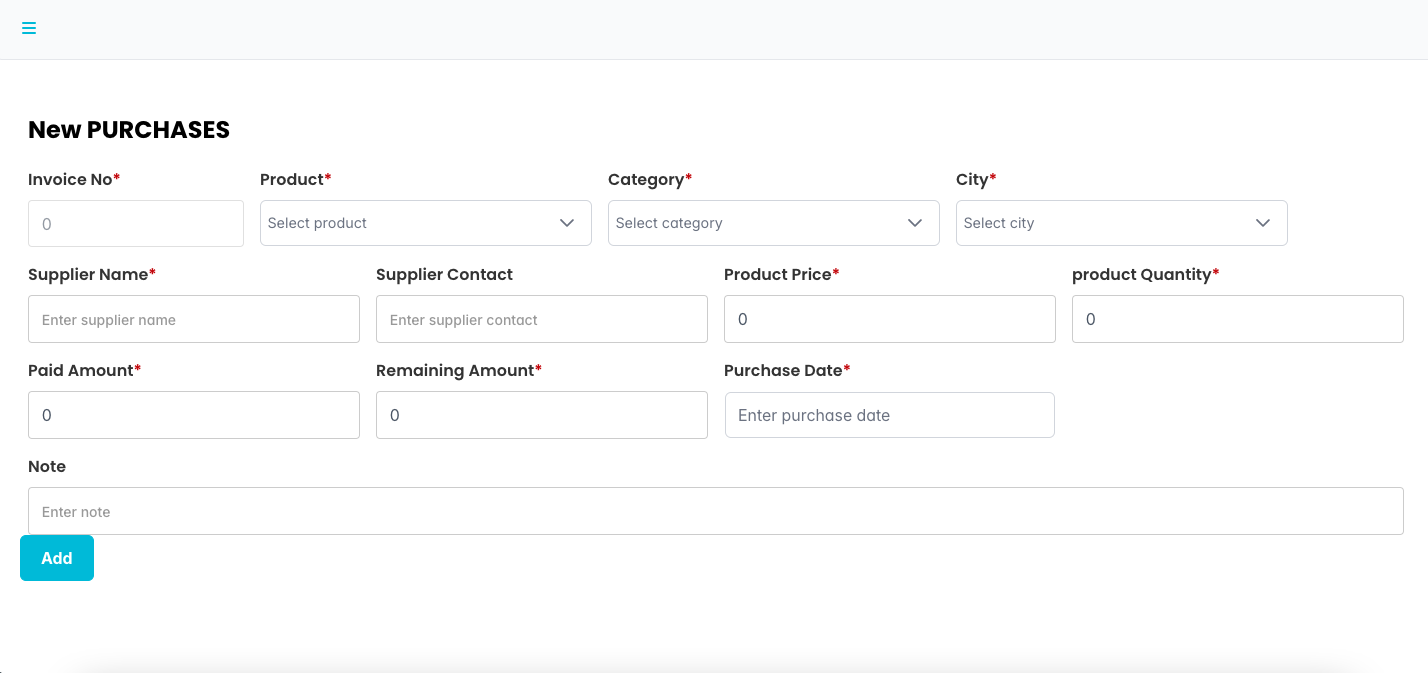 New PURCHASES
Invoice No* Product* Category* City*
0 Select product Select category Select city
Supplier Name* Supplier Contact Product Price* product Quantity*
Enter supplier name Enter supplier contact 0 0
Paid Amount* Remaining Amount* Purchase Date*
0 0 Enter purchase date
Note
Enter note
Add